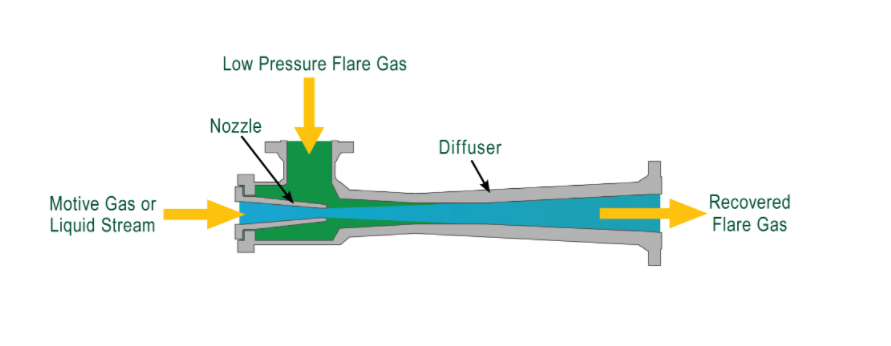 Low Pressure Flare Gas
Nozzle
Diffuser
Motive Gas or
Liquid Stream
Recovered
Flare Gas